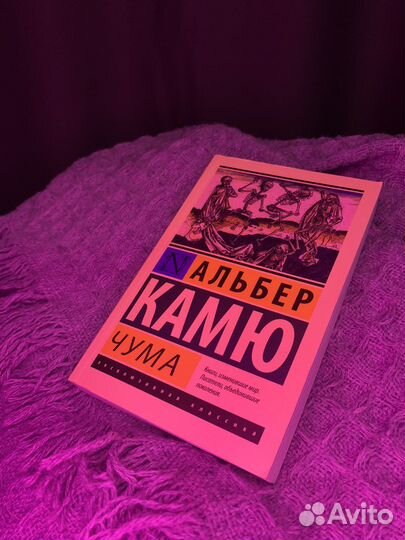 N АЛЬБЕР
КАМЮ
ЧУМА
Книги, изменившие мир.
Писатели, объединившие
поколения.
ЭКСКЛЮЗИВНАЯ КЛАССИКА
Avito